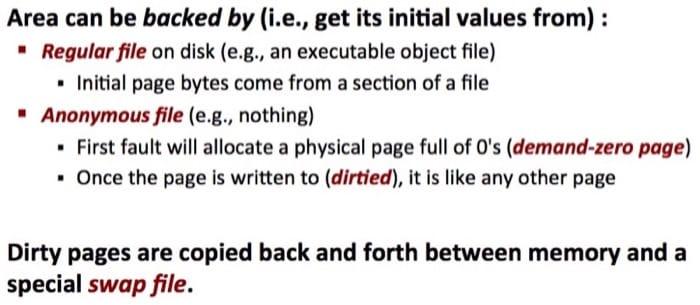 Area can be backed by (i.e., get its initial values from) :
▪ Regular file on disk (e.g., an executable object file)
▪ Initial page bytes come from a section of a file
▪ Anonymous file (e.g., nothing)
▪ First fault will allocate a physical page full of 0's (demand-zero page)
▪ Once the page is written to (dirtied), it is like any other page
Dirty pages are copied back and forth between memory and a
special swap file.